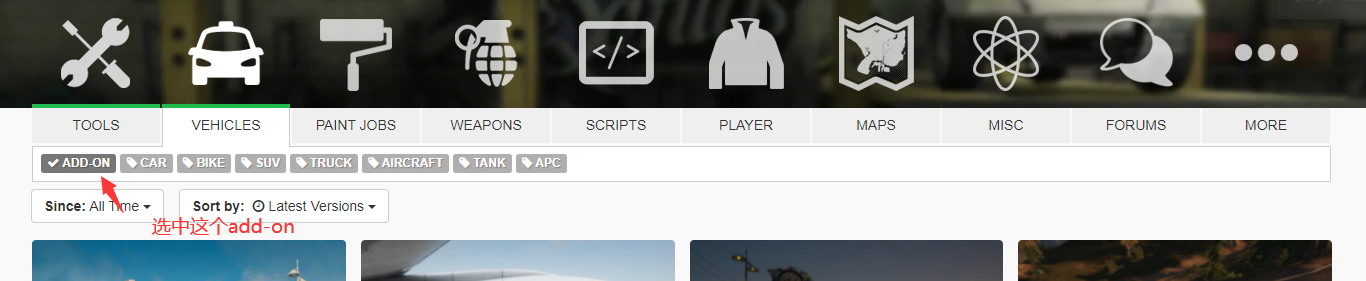 TOOLS VEHICLES PAINT JOBS WEAPONS SCRIPTS PLAYER MAPS MISC FORUMS MORE
ADD-ON CAR BIKE SUV TRUCK AIRCRAFT TANK APC
Since: All Time Sort by: Latest Versions
选中这个add-on